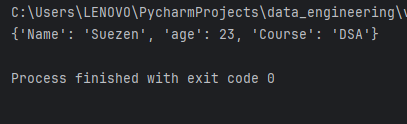 C:\Users\LENOVO\PycharmProjects\data_engineering\
{'Name': 'Suezen', 'age': 23, 'Course': 'DSA'}
Process finished with exit code 0